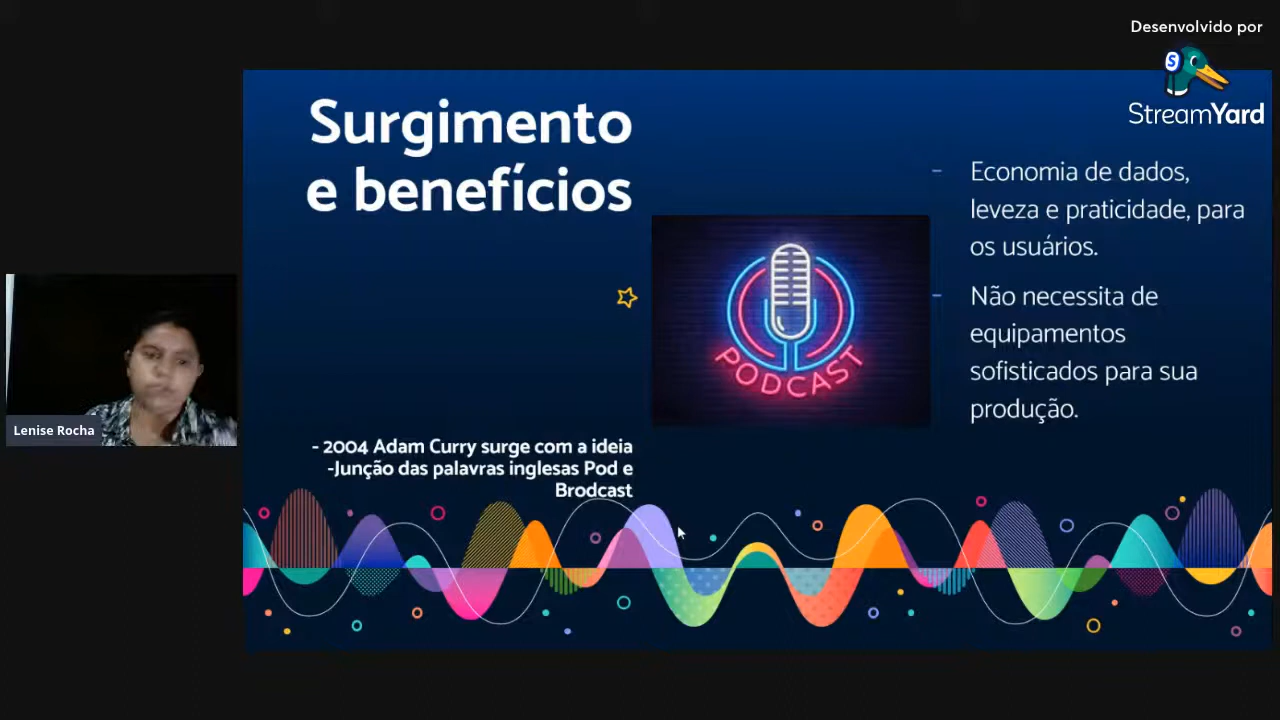 Desenvolvido por
StreamYard
Surgimento
e benefícios
Economia de dados,
leveza e praticidade, para
os usuários.
Não necessita de
equipamentos
sofisticados para sua
produção.
PODCAST
Lenise Rocha
- 2004 Adam Curry surge com a ideia
-Junção das palavras inglesas Pod e
Brodcast